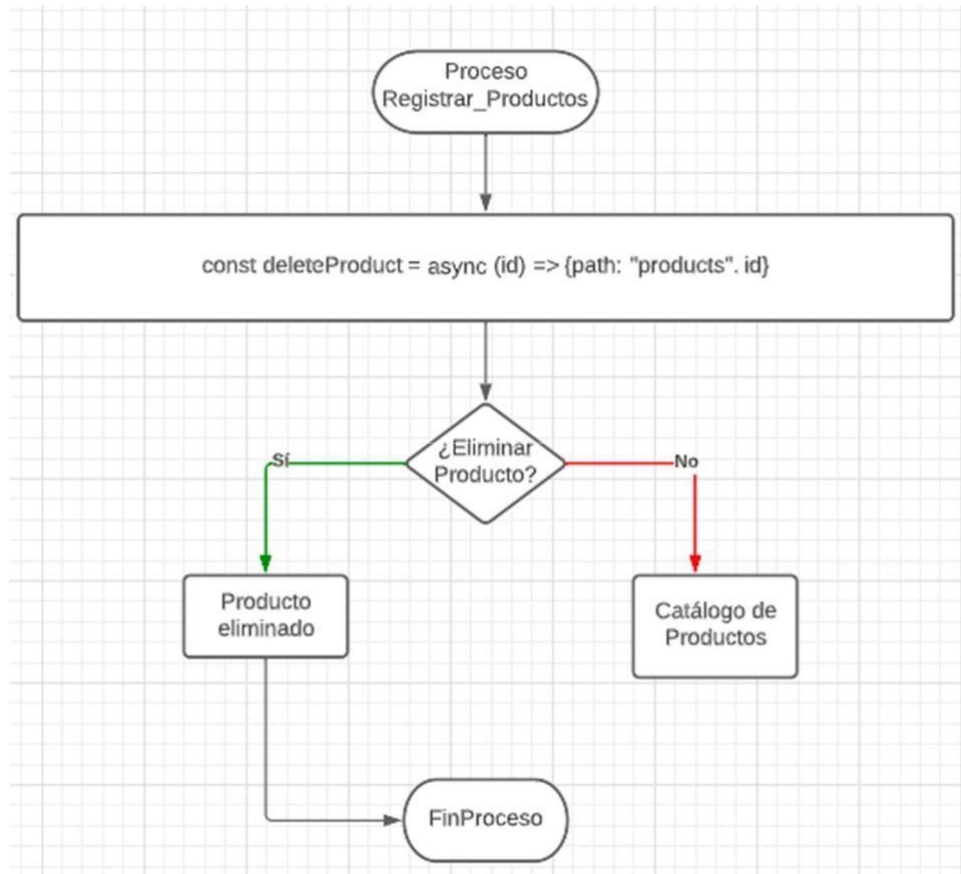 Proceso
Registrar_Productos
const deleteProduct = async (id) => {path: "products". id}
¿Eliminar
Producto?
Sí
No
Producto
eliminado
Catálogo de
Productos
FinProceso